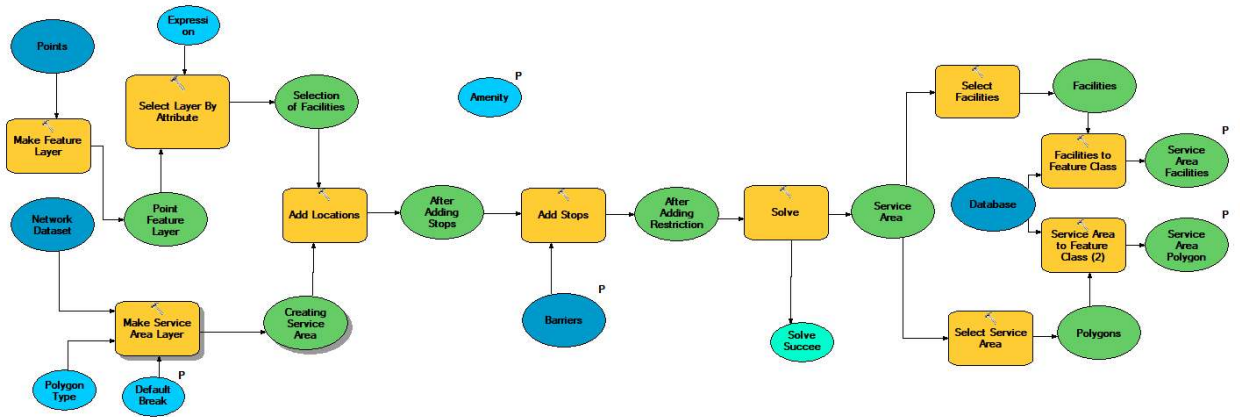 Expressi
on
Points
P
Amenity
Select Layer By
Attribute
Selection
of Facilities
Select
Facilities
Facilities
Make Feature
Layer
P
Facilities to
Feature Class
Service
Area
Facilities
Network
Dataset
Point
Feature
Layer
Add Locations
After
Adding
Stops
Add Stops
After
Adding
Restriction
Solve
Service
Area
Database
P
Service Area
to Feature
Class (2)
Service
Area
Polygon
Make Service
Area Layer
Creating
Service
Area
P
Barriers
Solve
Succee
Select Service
Area
Polygons
Polygon
Type
P
Default
Break